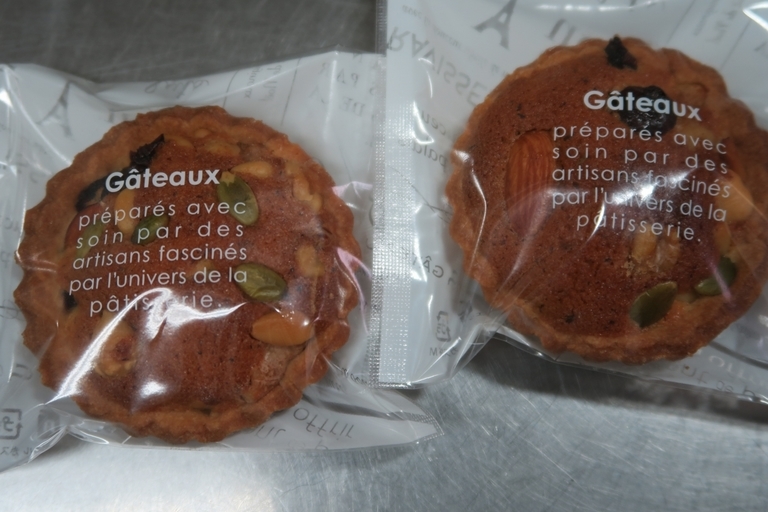 Gâteaux
préparés avec
soin par des
artisans fascinés
par l'univers de la
pâtisserie.
Gâteaux
préparés avec
soin par des
artisans fascinés
par l'univers de la
pâtisserie.